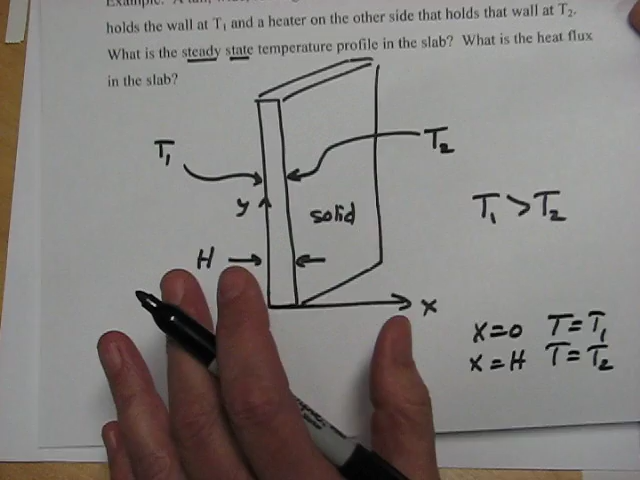 holds the wall at T1 and a heater on the other side that holds that wall at T2.
What is the steady state temperature profile in the slab? What is the heat flux
in the slab?
T1
T2
y
solid
T1 > T2
H
x
x=0 T=T1
x=H T=T2